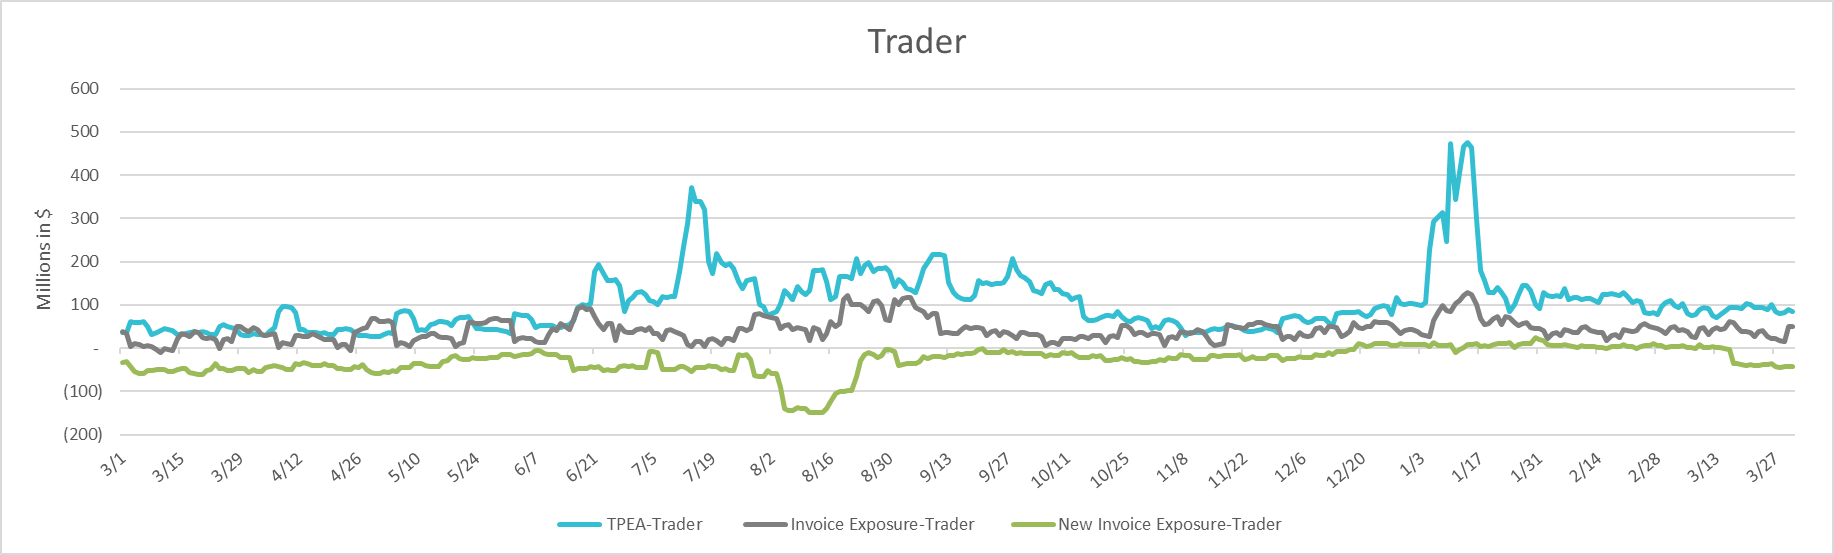 Trader
Millions in $
600
500
400
300
200
100
-
(100)
(200)
3/1 3/15 3/29 4/12 4/26 5/10 5/24 6/7 6/21 7/5 7/19 8/2 8/16 8/30 9/13 9/27 10/11 10/25 11/8 11/22 12/6 12/20 1/3 1/17 1/31 2/14 2/28 3/13 3/27
TPEA-Trader Invoice Exposure-Trader New Invoice Exposure-Trader